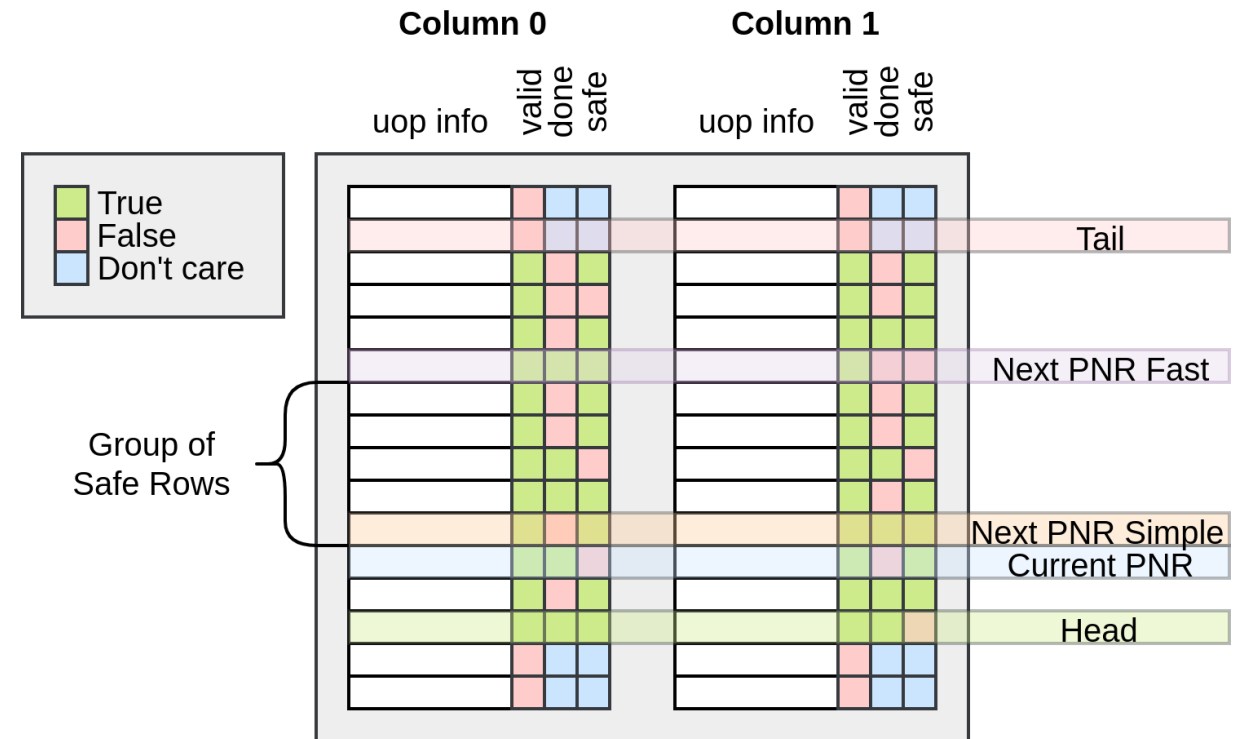 Column 0
Column 1
uop info
valid
done
safe
uop info
valid
done
safe
True
False
Don't care
Tail
Next PNR Fast
Group of
Safe Rows
Next PNR Simple
Current PNR
Head